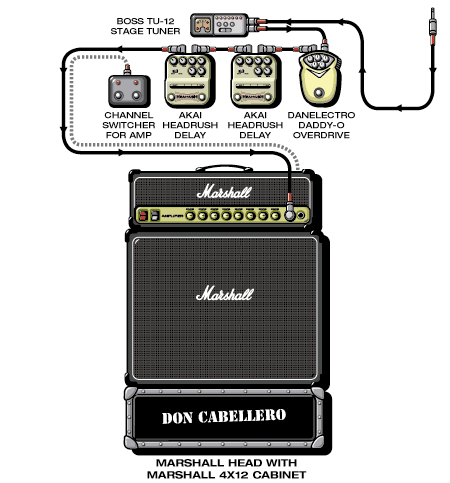 BOSS TU-12
STAGE TUNER
CHANNEL
SWITCHER
FOR AMP
AKAI
HEADRUSH
DELAY
AKAI
HEADRUSH
DELAY
DANELECTRO
DADDY-O
OVERDRIVE
Marshall
AMPLIFIER
Marshall
DON CABELLERO
MARSHALL HEAD WITH
MARSHALL 4X12 CABINET